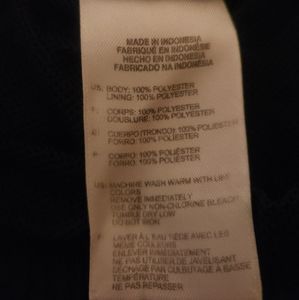 MADE IN INDONESIA
FABRIQUÉ EN INDONÉSIE
HECHO EN INDONESIA
FABRICADO NA INDONÉSIA
US: BODY: 100% POLYESTER
LINING: 100% POLYESTER
F: CORPS: 100% POLYESTER
DOUBLURE: 100% POLYESTER
CUERPO (TRONCO): 100% POLIÉSTER
FORRO: 100% POLIÉSTER
P: CORPO: 100% POLIÉSTER
FORRO: 100% POLIÉSTER
US: MACHINE WASH WARM WITH LIKE
COLORS
REMOVE IMMEDIATELY
USE ONLY NON-CHLORINE BLEACH
TUMBLE DRY LOW
DO NOT IRON
F: LAVER À L'EAU TIÈDE AVEC LES
MÊME COULEURS
ENLEVER IMMÉDIATEMENT
NE PAS UTILISER DE JAVELISANT
SÉCHAGE PAR CULBUTAGE À BASSE
TEMPÉRATURE
NE PAS REPASSER